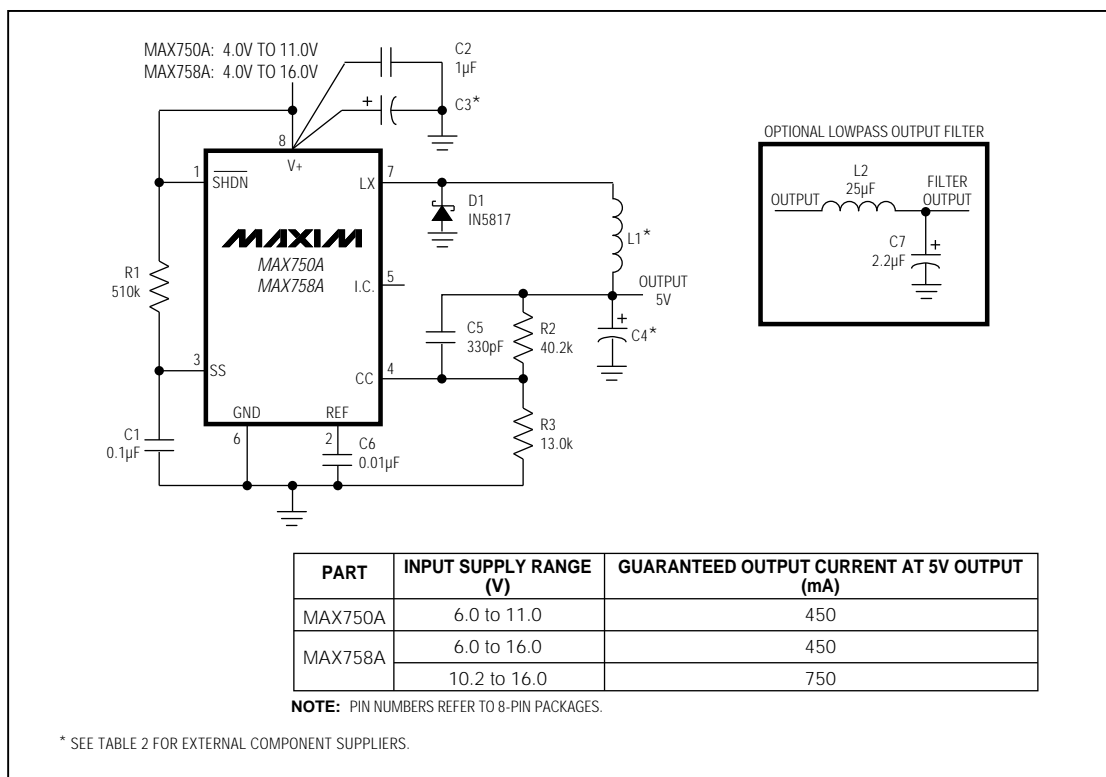 MAX750A: 4.0V TO 11.0V
MAX758A: 4.0V TO 16.0V
C2
1µF
+
C3*
8
V+
1
SHDN
7
LX
D1
IN5817
L1*
MAXIM
MAX750A
MAX758A
R1
510k
5
I.C.
OUTPUT
5V
C5
330pF
R2
40.2k
+
C4*
3
SS
4
CC
GND
REF
6
2
C1
0.1µF
C6
0.01µF
R3
13.0k
OPTIONAL LOWPASS OUTPUT FILTER
L2
25µF
OUTPUT
FILTER
OUTPUT
C7
2.2µF
+
PART
INPUT SUPPLY RANGE
(V)
GUARANTEED OUTPUT CURRENT AT 5V OUTPUT
(mA)
MAX750A
6.0 to 11.0
450
MAX758A
6.0 to 16.0
450
10.2 to 16.0
750
NOTE: PIN NUMBERS REFER TO 8-PIN PACKAGES.
* SEE TABLE 2 FOR EXTERNAL COMPONENT SUPPLIERS.